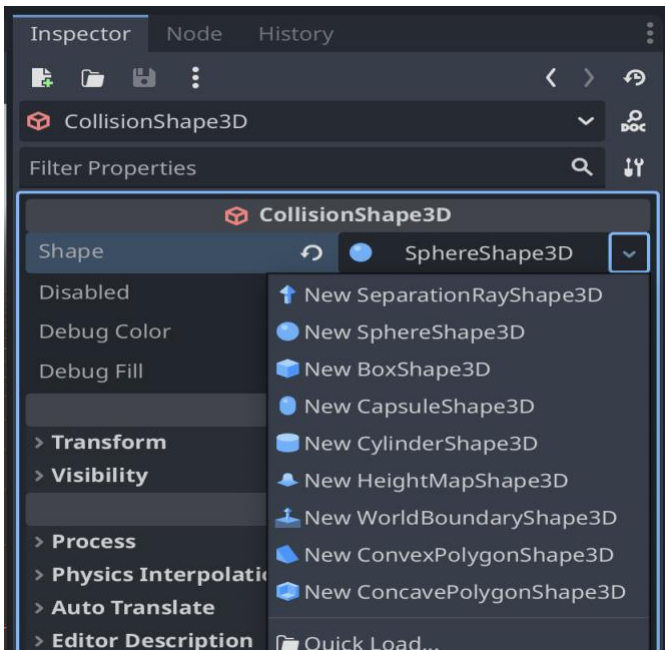 Inspector Node History
CollisionShape3D
DOC
Filter Properties
CollisionShape3D
Shape SphereShape3D
Disabled
Debug Color
Debug Fill
Transform
Visibility
Process
Physics Interpolatio
Auto Translate
Editor Description
New SeparationRayShape3D
New SphereShape3D
New BoxShape3D
New CapsuleShape3D
New CylinderShape3D
New HeightMapShape3D
New WorldBoundaryShape3D
New ConvexPolygonShape3D
New ConcavePolygonShape3D
Quick Load...